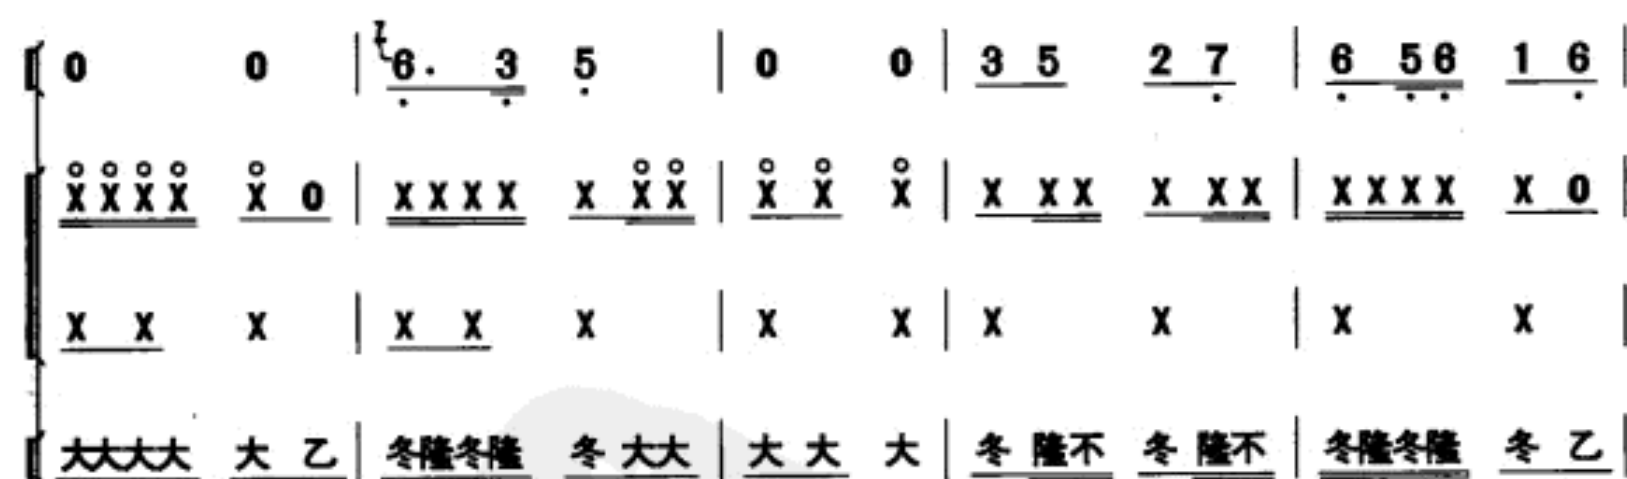 0 0 | 6. 3 5 | 0 0 | 3 5 2 7 | 6 5 6 1 6 |
X X X X X 0 | X X X X X X X | X X X | X X X X X X | X X X X X 0 |
X X X | X X X | X X | X X | X X |
大大大大 大 乙 | 冬隆冬隆 冬 大大 | 大 大 大 | 冬 隆不 冬 隆不 | 冬隆冬隆 冬 乙 |